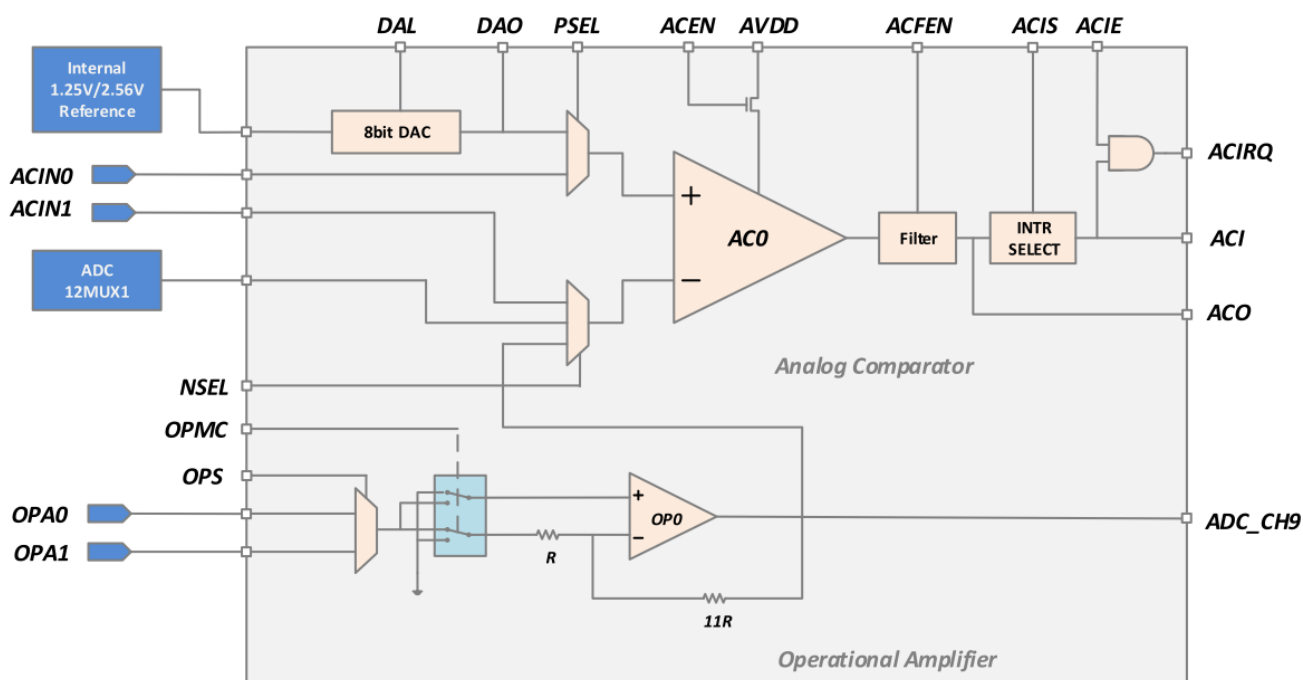 DAL
DAO
PSEL
ACEN
AVDD
ACFEN
ACIS
ACIE
Internal
1.25V/2.56V
Reference
8bit DAC
ACIN0
ACIN1
ACIRQ
+
AC0
−
Filter
INTR
SELECT
ACI
ADC
12MUX1
ACO
Analog Comparator
NSEL
OPMC
OPS
OPA0
OPA1
+
OP0
−
R
11R
ADC_CH9
Operational Amplifier